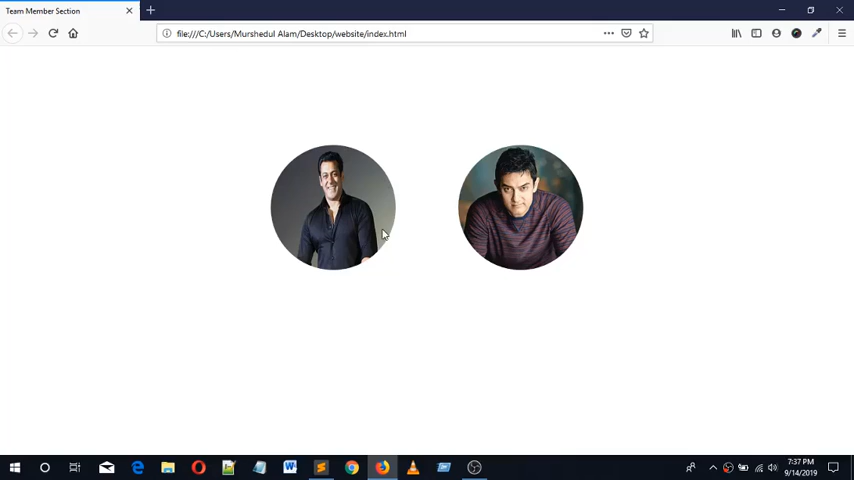 Team Member Section
file:///C:/Users/Murshedul Alam/Desktop/website/index.html
7:37 PM
9/14/2019